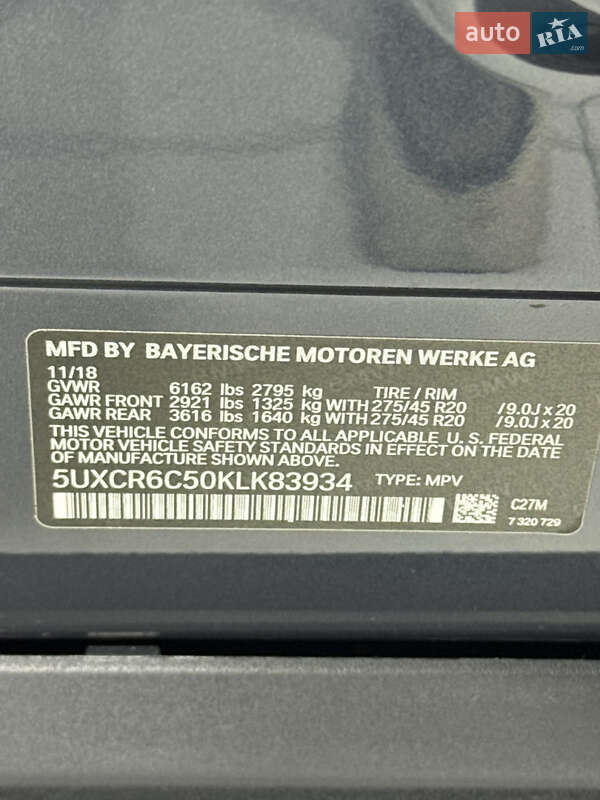 auto RIA .com
MFD BY BAYERISCHE MOTOREN WERKE AG
11/18
GVWR 6162 lbs 2795 kg TIRE / RIM
GAWR FRONT 2921 lbs 1325 kg WITH 275/45 R20 /9.0J x 20
GAWR REAR 3616 lbs 1640 kg WITH 275/45 R20 /9.0J x 20
THIS VEHICLE CONFORMS TO ALL APPLICABLE U. S. FEDERAL
MOTOR VEHICLE SAFETY STANDARDS IN EFFECT ON THE DATE
OF MANUFACTURE SHOWN ABOVE.
5UXCR6C50KLK83934 TYPE: MPV
C27M
7 320 729